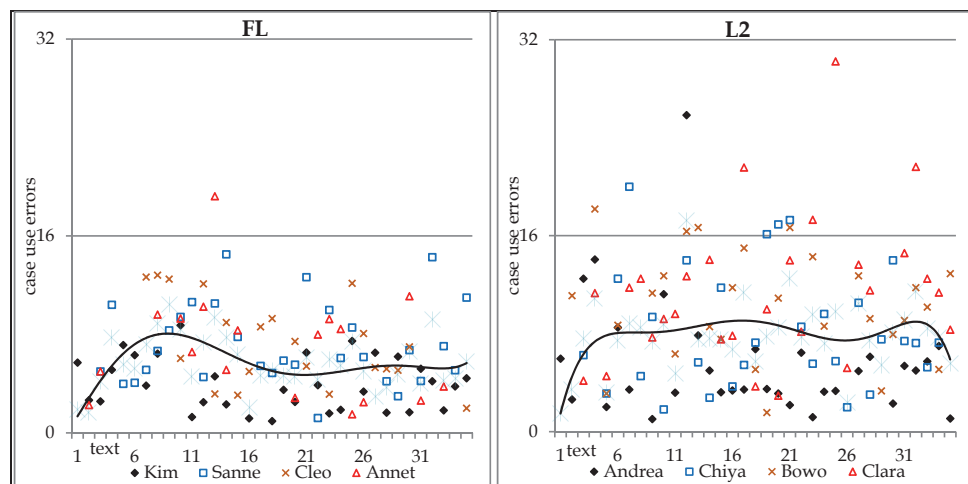 FL
32
16
0
case use errors
1 text 6 11 16 21 26 31
Kim Sanne Cleo Annet
L2
32
16
0
case use errors
1 text 6 11 16 21 26 31
Andrea Chiya Bowo Clara